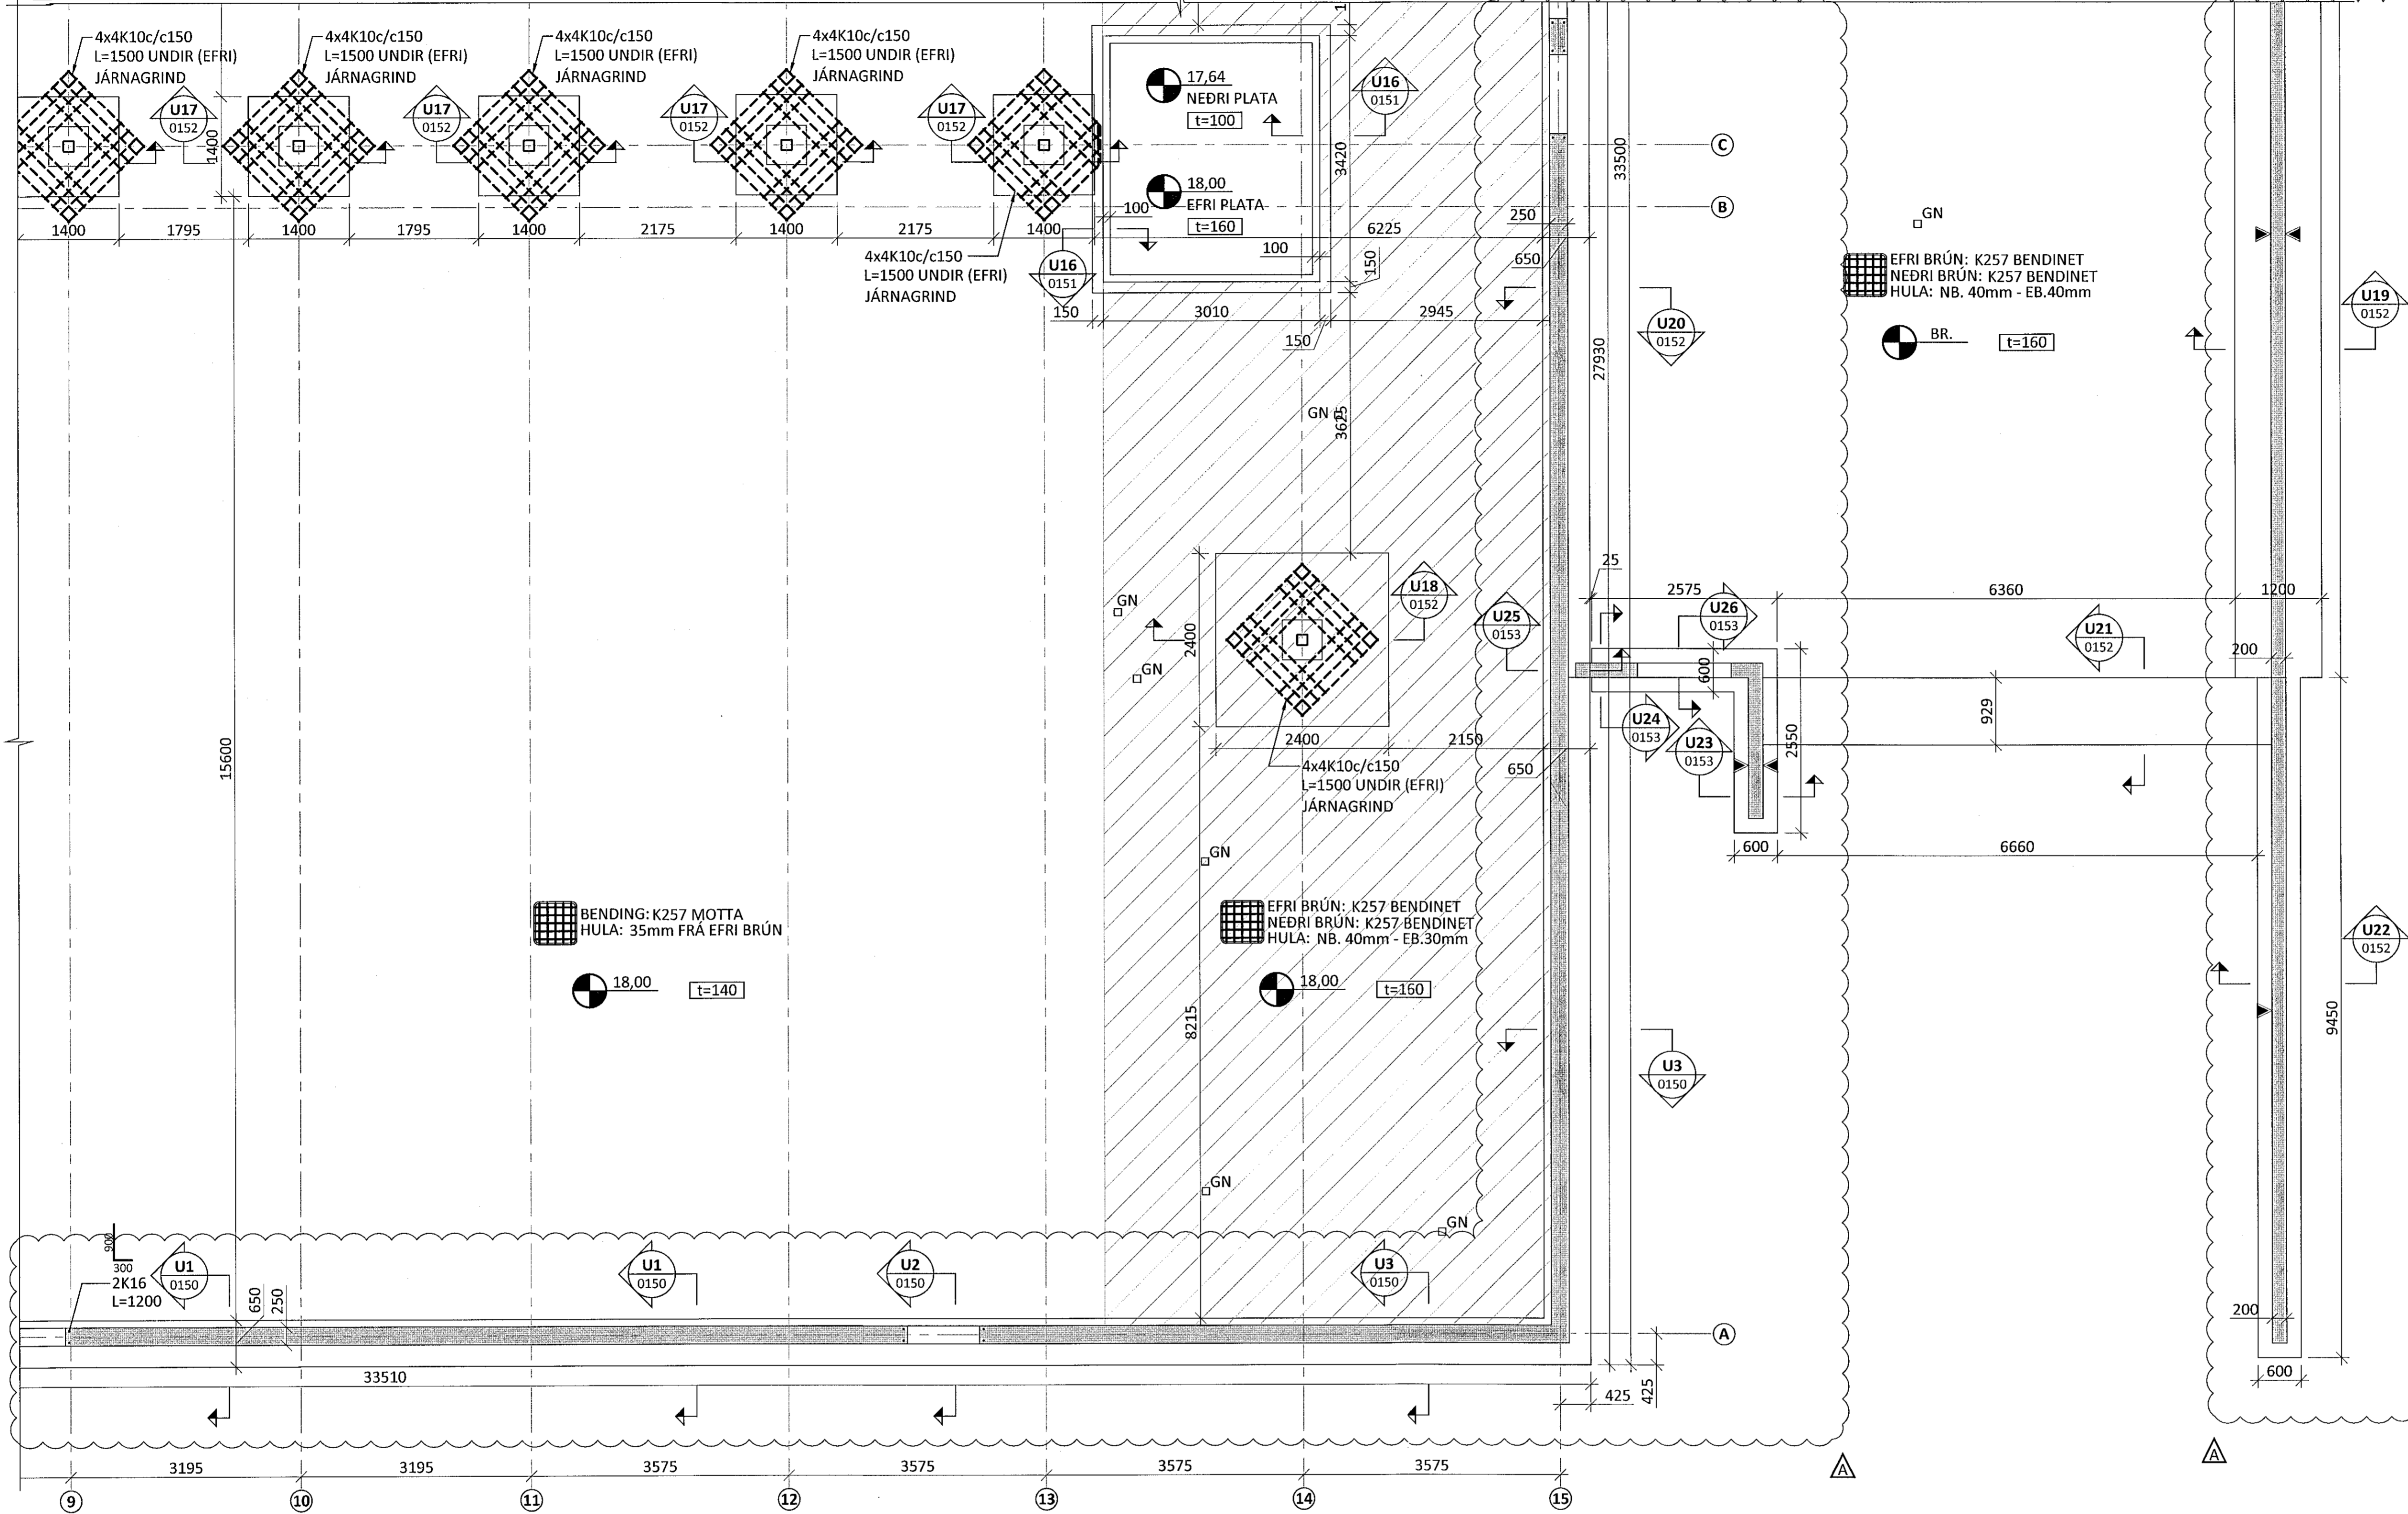 4x4K10c/c150
L=1500 UNDIR (EFRI)
JÁRNAGRIND
4x4K10c/c150
L=1500 UNDIR (EFRI)
JÁRNAGRIND
4x4K10c/c150
L=1500 UNDIR (EFRI)
JÁRNAGRIND
4x4K10c/c150
L=1500 UNDIR (EFRI)
JÁRNAGRIND
U17
0152
U17
0152
U17
0152
U17
0152
1400
17,64
NEÐRI PLATA
t=100
18,00
EFRI PLATA
t=160
U16
0151
3420
33500
C
B
1400
1795
1400
1795
1400
2175
1400
2175
1400
100
6225
250
650
100
150
4x4K10c/c150
L=1500 UNDIR (EFRI)
JÁRNAGRIND
U16
0151
150
3010
150
2945
GN
EFRI BRÚN: K257 BENDINET
NEÐRI BRÚN: K257 BENDINET
HULA: NB. 40mm - EB.40mm
BR.
t=160
U19
0152
U20
0152
27930
GN
3625
GN
GN
2400
U18
0152
U25
0153
25
2575
U26
0153
6360
1200
U21
0152
200
600
929
2550
U24
0153
U23
0153
2400
2150
650
4x4K10c/c150
L=1500 UNDIR (EFRI)
JÁRNAGRIND
15600
600
6660
GN
BENDING: K257 MOTTA
HULA: 35mm FRÁ EFRI BRÚN
18,00
t=140
EFRI BRÚN: K257 BENDINET
NEÐRI BRÚN: K257 BENDINET
HULA: NB. 40mm - EB.30mm
18,00
t=160
U22
0152
9450
8215
U3
0150
GN
GN
900
300
2K16
L=1200
U1
0150
650
250
U1
0150
U2
0150
U3
0150
A
200
33510
425
425
600
A
A
3195
3195
3575
3575
3575
3575
9
10
11
12
13
14
15